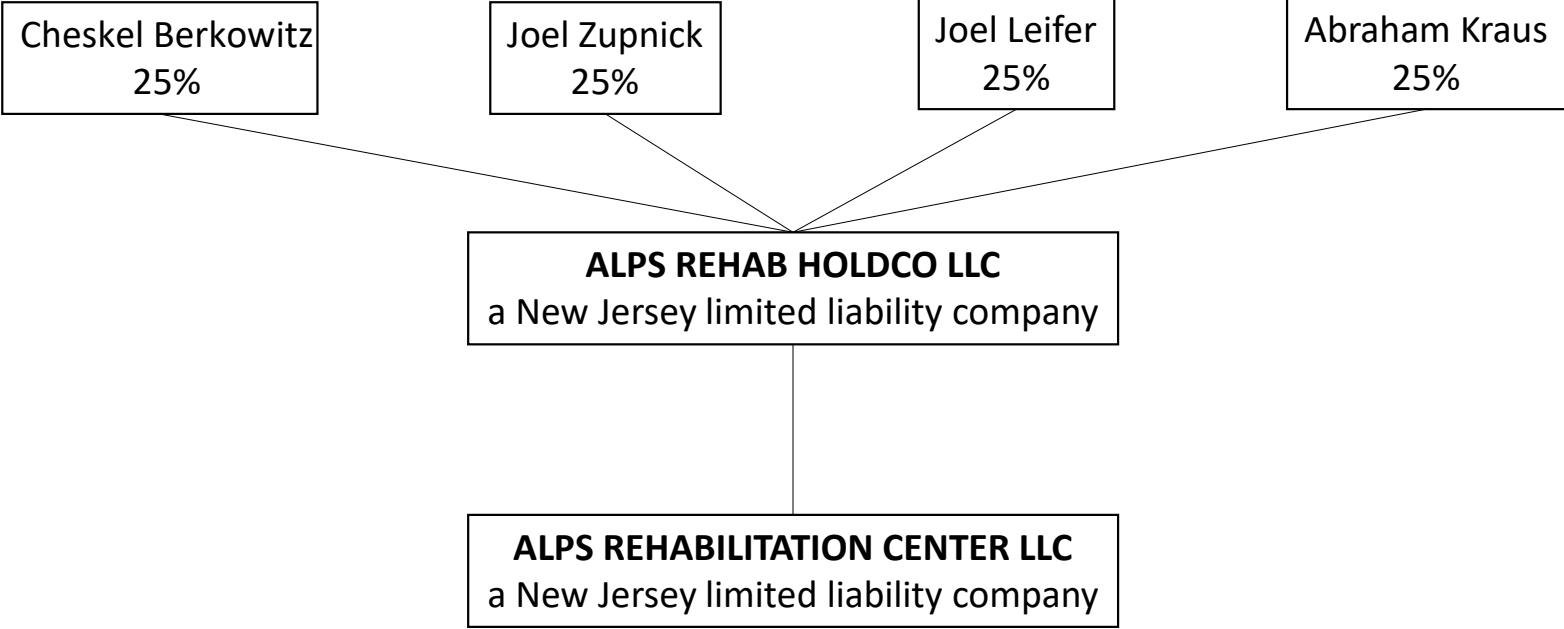 Cheskel Berkowitz
25%
Joel Zupnick
25%
Joel Leifer
25%
Abraham Kraus
25%
ALPS REHAB HOLDCO LLC
a New Jersey limited liability company
ALPS REHABILITATION CENTER LLC
a New Jersey limited liability company